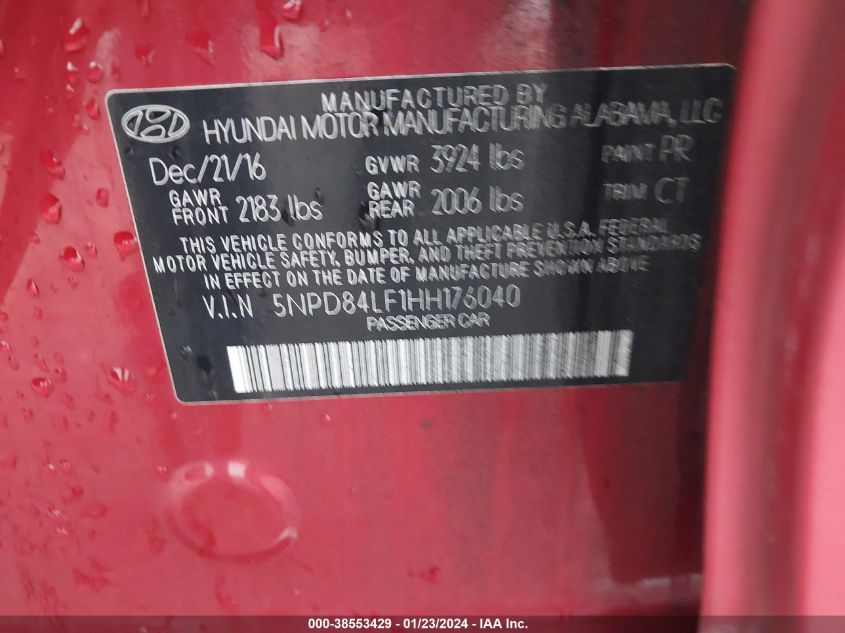 MANUFACTURED BY
HYUNDAI MOTOR MANUFACTURING ALABAMA, LLC
Dec/21/16 GVWR 3924 lbs PAINT PR
GAWR FRONT 2183 lbs GAWR REAR 2006 lbs TRIM CT
THIS VEHICLE CONFORMS TO ALL APPLICABLE U.S.A. FEDERAL
MOTOR VEHICLE SAFETY, BUMPER, AND THEFT PREVENTION STANDARDS
IN EFFECT ON THE DATE OF MANUFACTURE SHOWN ABOVE
V.I.N 5NPD84LF1HH176040
PASSENGER CAR
000-38553429 - 01/23/2024 - IAA Inc.